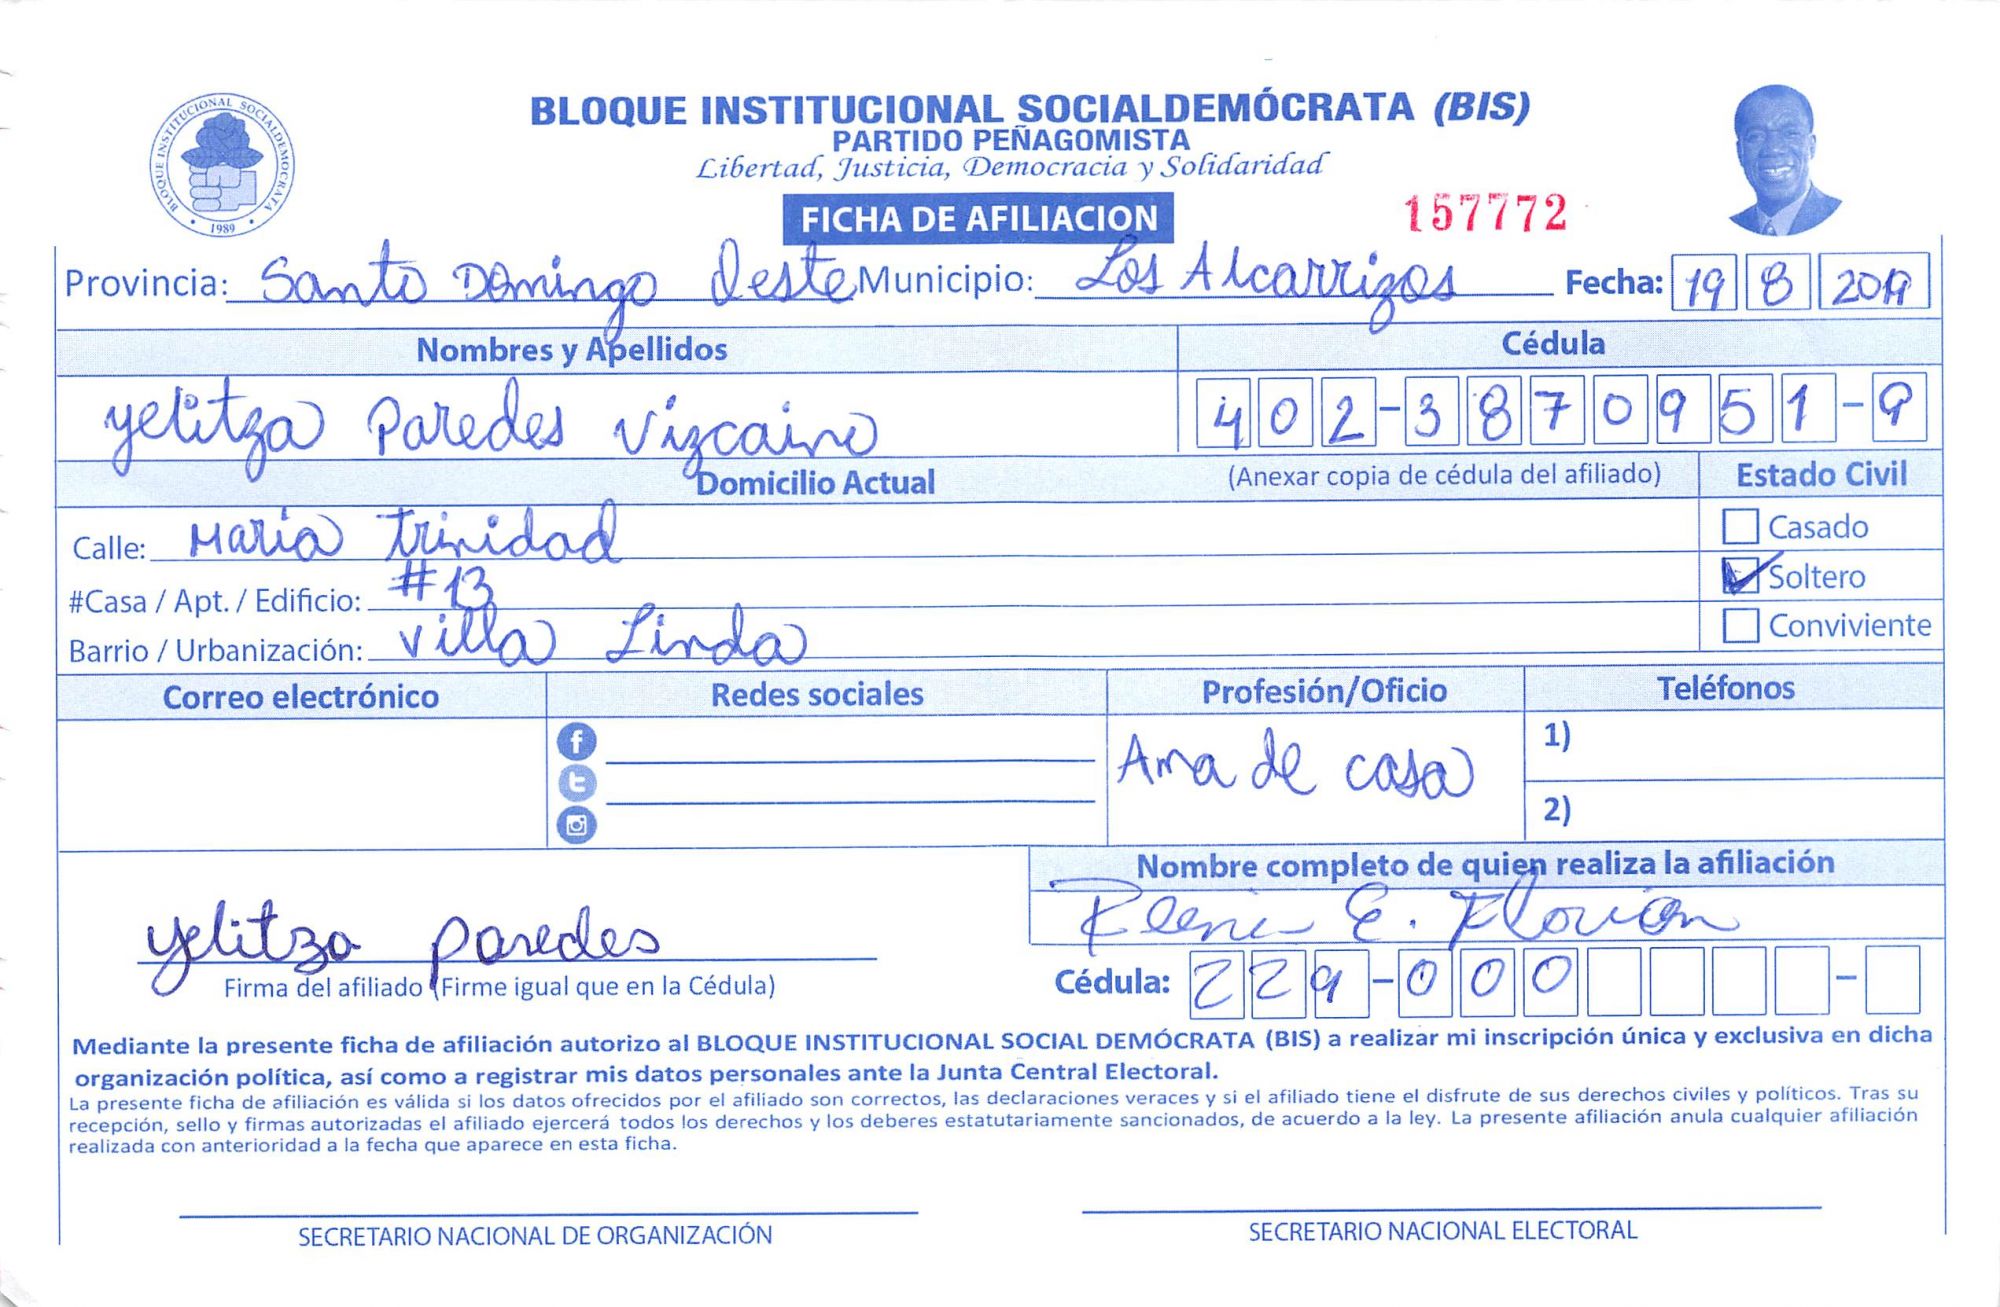 BLOQUE INSTITUCIONAL SOCIALDEMOCRATA
1989
BLOQUE INSTITUCIONAL SOCIALDEMÓCRATA (BIS)
PARTIDO PEÑAGOMISTA
Libertad, Justicia, Democracia y Solidaridad
FICHA DE AFILIACION
157772
Provincia: Santo Domingo Oeste Municipio: Los Alcarrizos Fecha: 19 8 2019
Nombres y Apellidos Cédula
Yelitza Paredes Vizcaino 402-3870951-9
Domicilio Actual (Anexar copia de cédula del afiliado) Estado Civil
Calle: María Trinidad Casado
#Casa / Apt. / Edificio: #13 Soltero
Barrio / Urbanización: Villa Linda Conviviente
Correo electrónico Redes sociales Profesión/Oficio Teléfonos
Ama de casa 1)
2)
Nombre completo de quien realiza la afiliación
E. Florian
Yelitza Paredes
Firma del afiliado (Firme igual que en la Cédula) Cédula: 229-000 -
Mediante la presente ficha de afiliación autorizo al BLOQUE INSTITUCIONAL SOCIAL DEMÓCRATA (BIS) a realizar mi inscripción única y exclusiva en dicha
organización política, así como a registrar mis datos personales ante la Junta Central Electoral.
La presente ficha de afiliación es válida si los datos ofrecidos por el afiliado son correctos, las declaraciones veraces y si el afiliado tiene el disfrute de sus derechos civiles y políticos. Tras su
recepción, sello y firmas autorizadas el afiliado ejercerá todos los derechos y los deberes estatutariamente sancionados, de acuerdo a la ley. La presente afiliación anula cualquier afiliación
realizada con anterioridad a la fecha que aparece en esta ficha.
SECRETARIO NACIONAL DE ORGANIZACIÓN SECRETARIO NACIONAL ELECTORAL